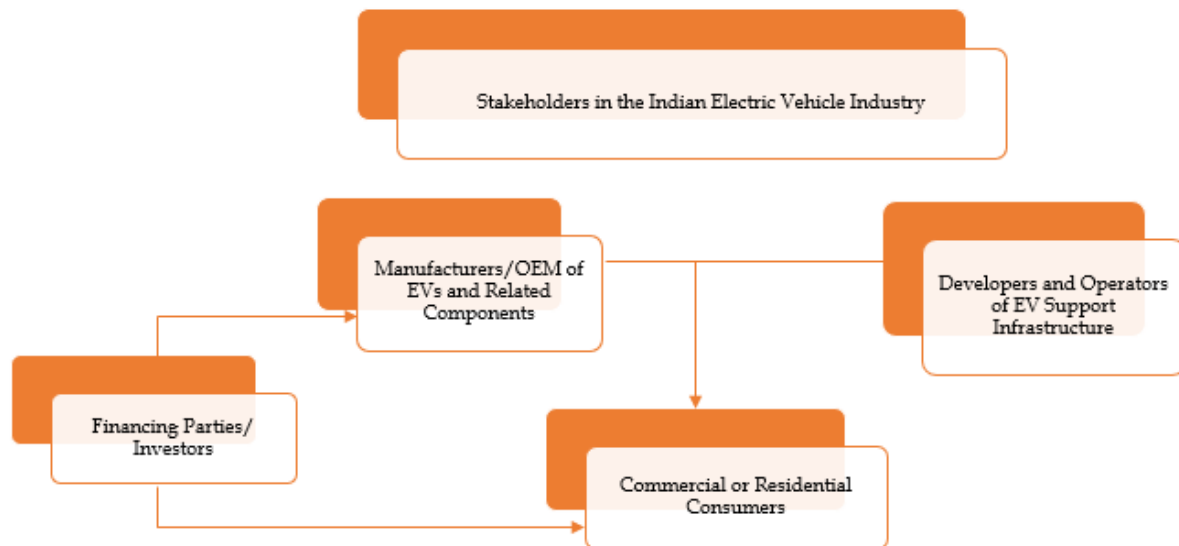 Stakeholders in the Indian Electric Vehicle Industry
Manufacturers/OEM of
EVs and Related
Components
Developers and Operators
of EV Support
Infrastructure
Financing Parties/
Investors
Commercial or Residential
Consumers